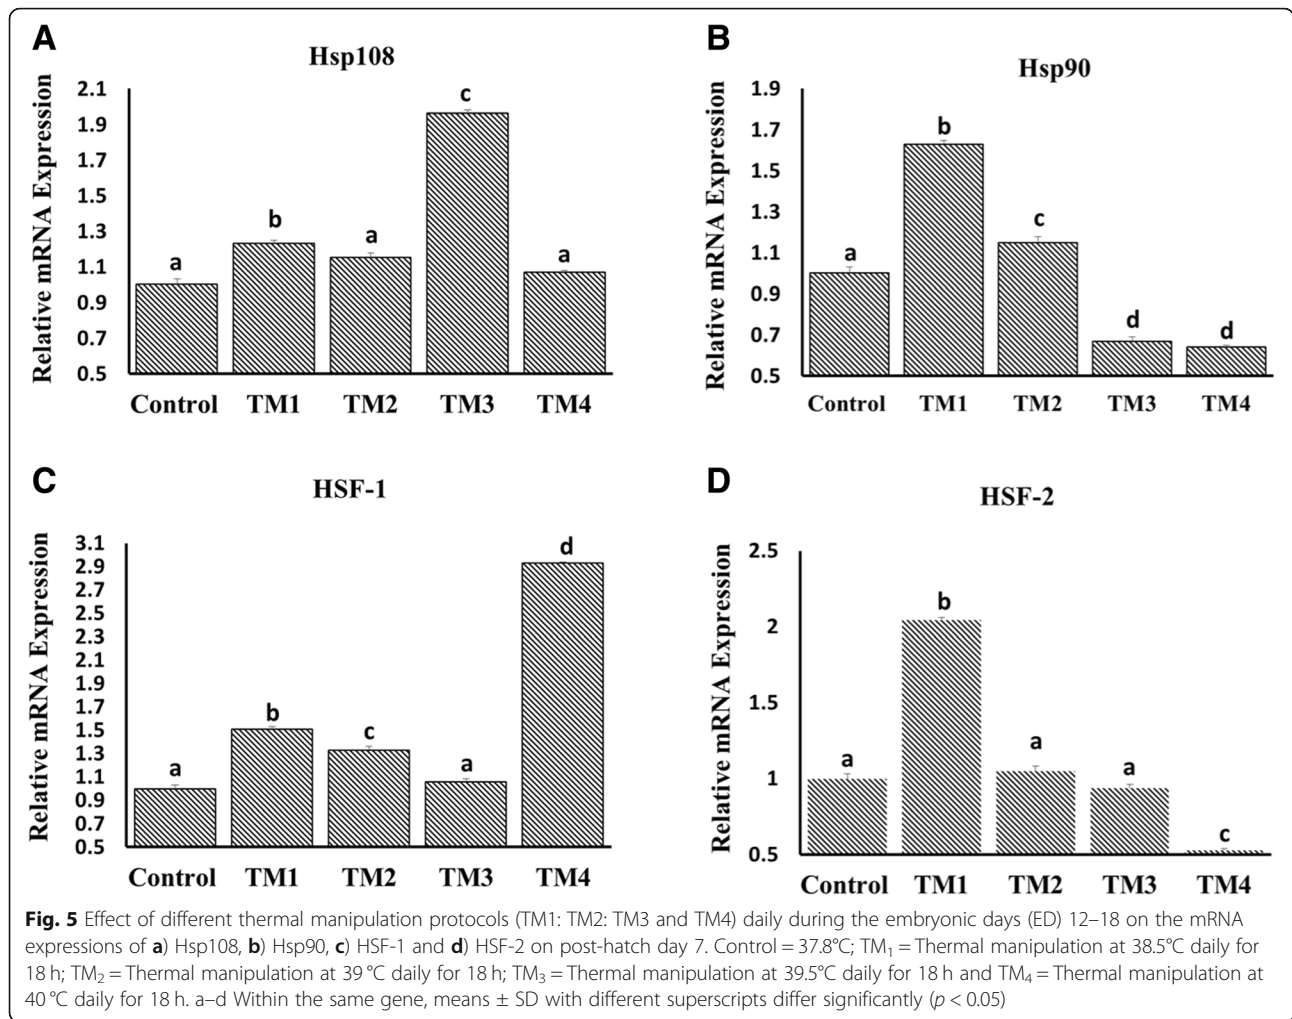 A
Hsp108
Relative mRNA Expression
2.1
1.9
1.7
1.5
1.3
1.1
0.9
0.7
0.5
a
b
a
c
a
Control TM1 TM2 TM3 TM4
B
Hsp90
Relative mRNA Expression
1.9
1.7
1.5
1.3
1.1
0.9
0.7
0.5
a
b
c
d
d
Control TM1 TM2 TM3 TM4
C
HSF-1
Relative mRNA Expression
3.1
2.9
2.7
2.5
2.3
2.1
1.9
1.7
1.5
1.3
1.1
0.9
0.7
0.5
a
b
c
a
d
Control TM1 TM2 TM3 TM4
D
HSF-2
Relative mRNA Expression
2.5
2
1.5
1
0.5
a
b
a
a
c
Control TM1 TM2 TM3 TM4
Fig. 5 Effect of different thermal manipulation protocols (TM1: TM2: TM3 and TM4) daily during the embryonic days (ED) 12–18 on the mRNA
expressions of a) Hsp108, b) Hsp90, c) HSF-1 and d) HSF-2 on post-hatch day 7. Control = 37.8°C; TM₁ = Thermal manipulation at 38.5°C daily for
18 h; TM₂ = Thermal manipulation at 39 °C daily for 18 h; TM₃ = Thermal manipulation at 39.5°C daily for 18 h and TM₄ = Thermal manipulation at
40 °C daily for 18 h. a–d Within the same gene, means ± SD with different superscripts differ significantly (p < 0.05)